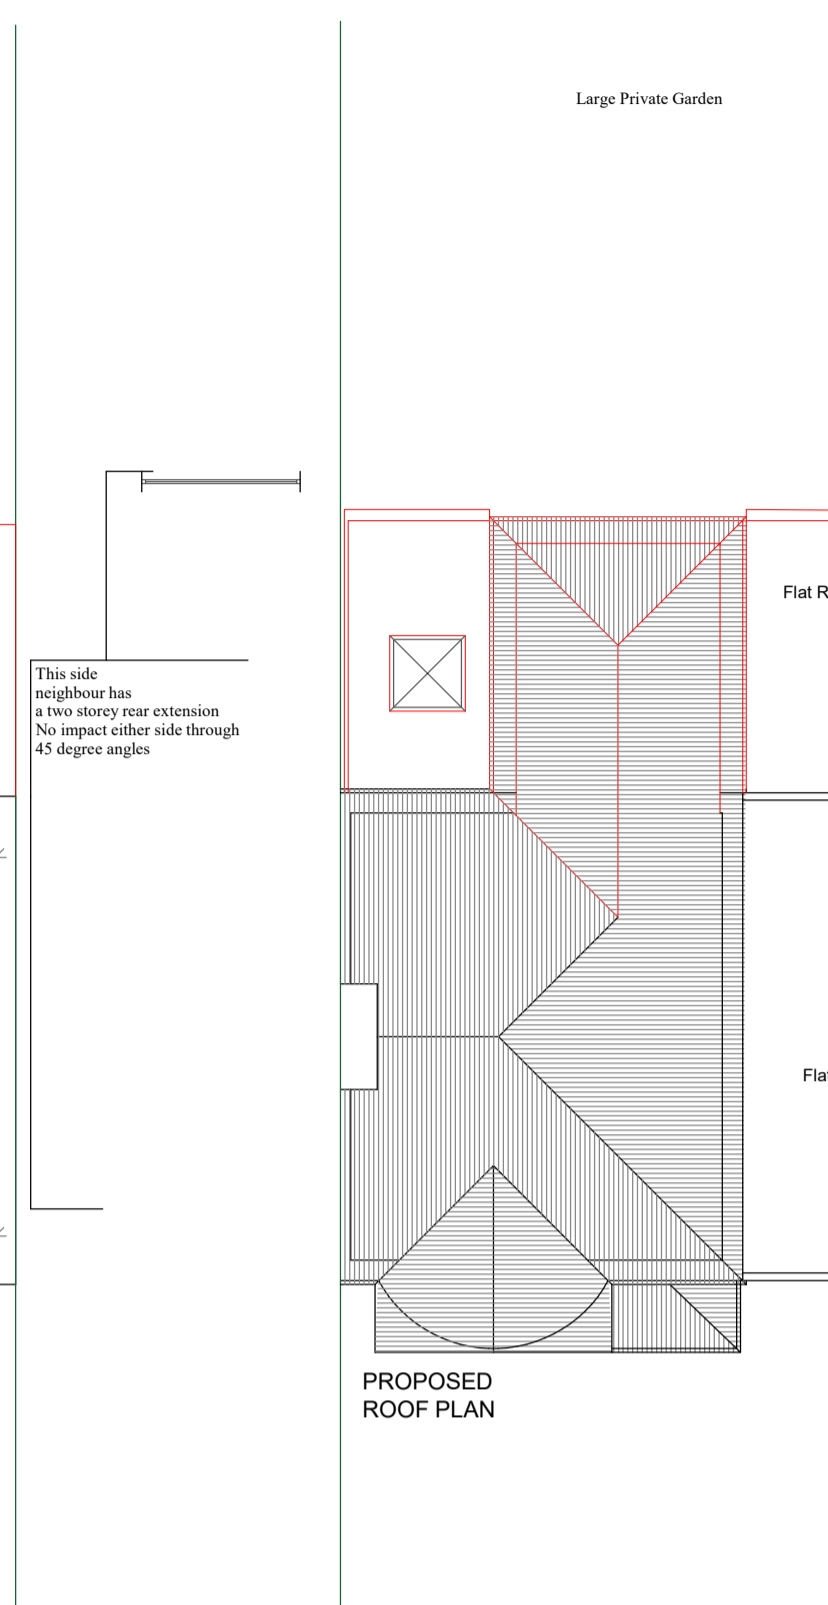 Large Private Garden
Flat R
This side
neighbour has
a two storey rear extension
No impact either side through
45 degree angles
Fla
PROPOSED
ROOF PLAN